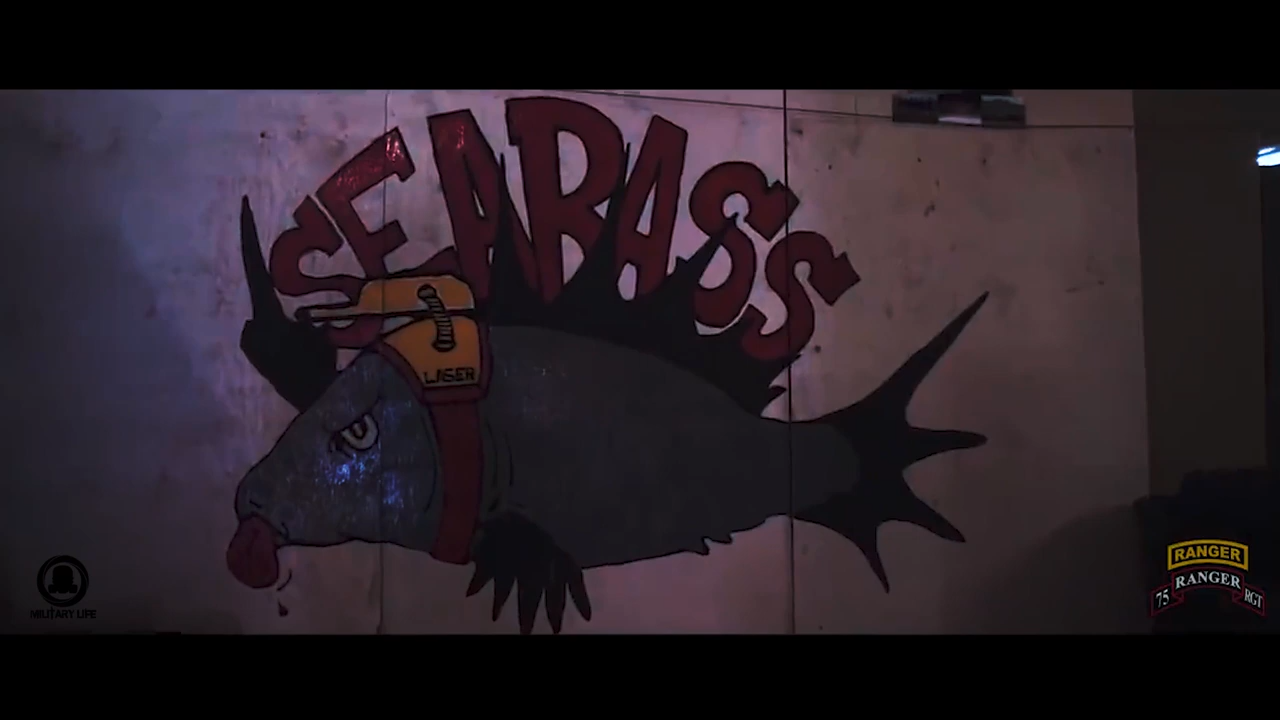 SEABASS
LASER
MILITARY LIFE
RANGER
75 RANGER RGT